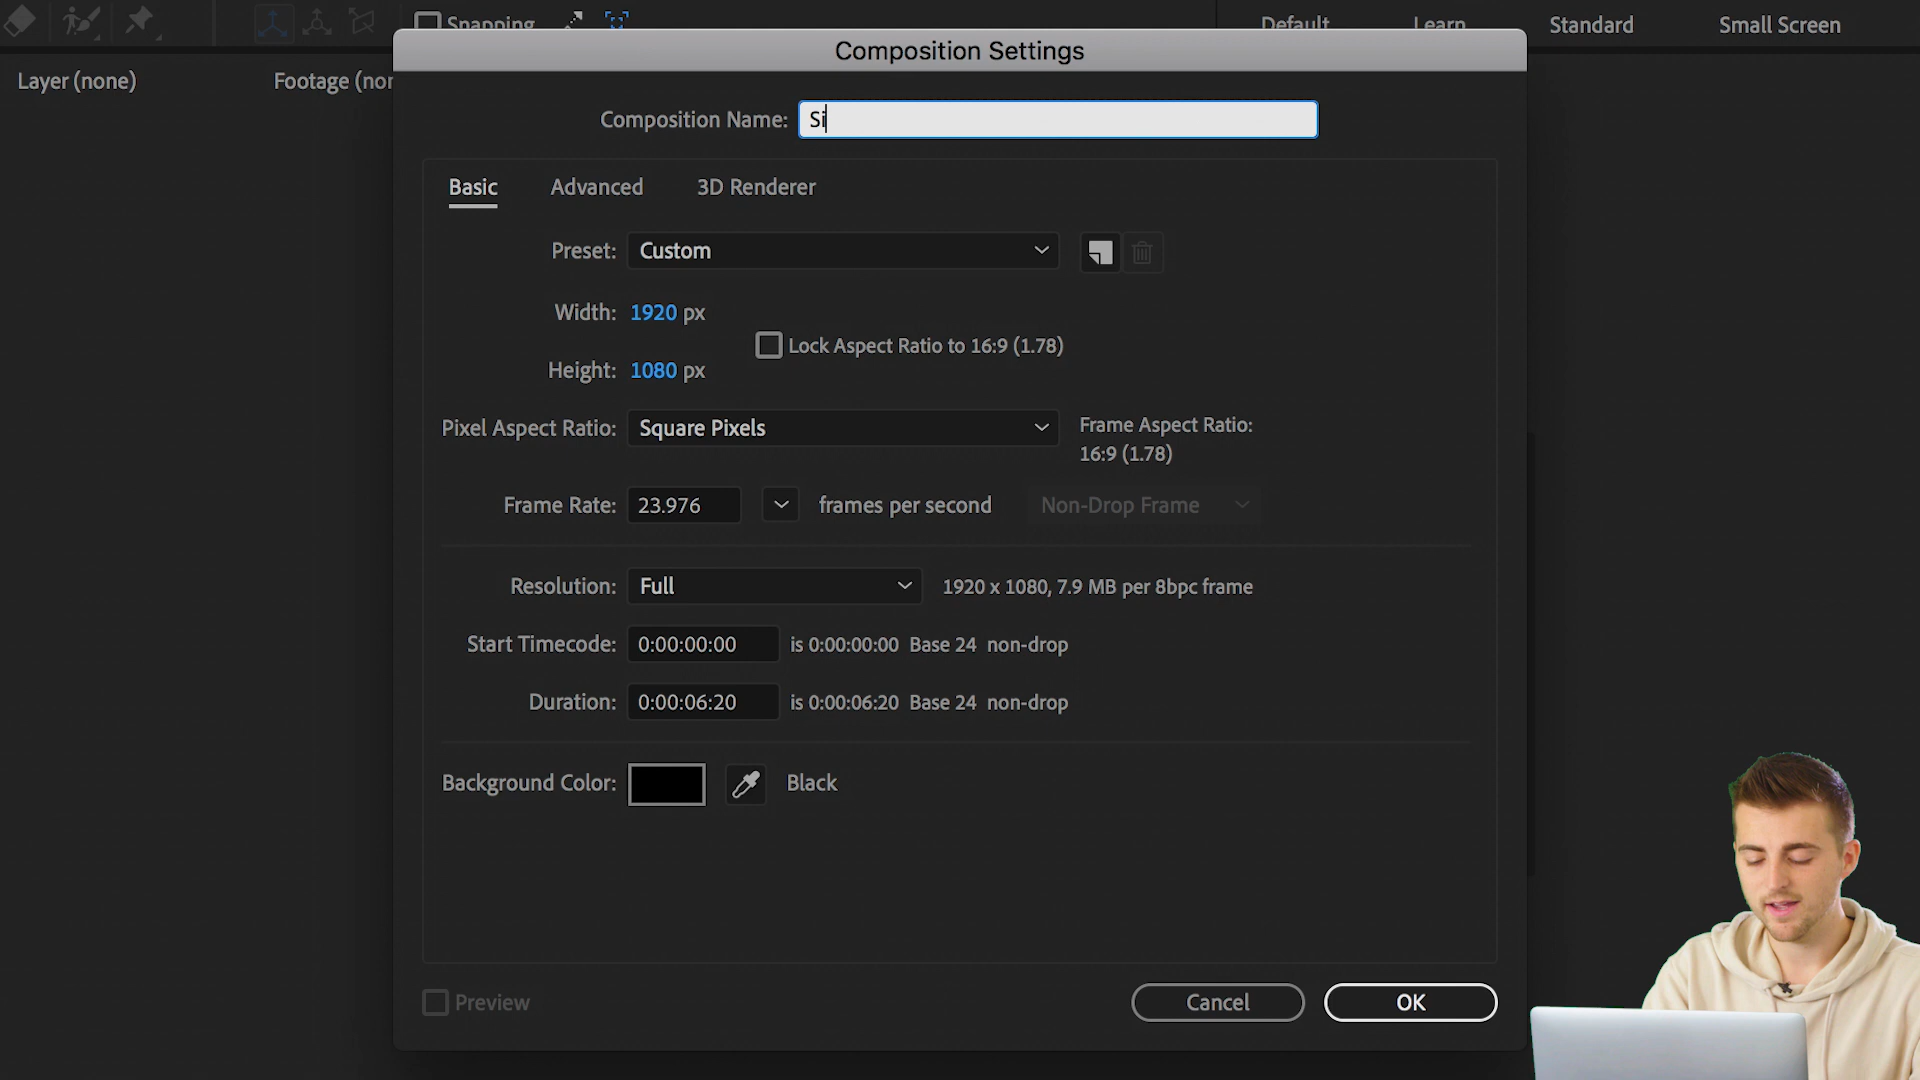 Snapping
Default Learn Standard Small Screen
Composition Settings
Layer (none) Footage (nor
Composition Name: Si
Basic Advanced 3D Renderer
Preset: Custom
Width: 1920 px
Lock Aspect Ratio to 16:9 (1.78)
Height: 1080 px
Pixel Aspect Ratio: Square Pixels
Frame Aspect Ratio:
16:9 (1.78)
Frame Rate: 23.976 frames per second Non-Drop Frame
Resolution: Full 1920 x 1080, 7.9 MB per 8bpc frame
Start Timecode: 0:00:00:00 is 0:00:00:00 Base 24 non-drop
Duration: 0:00:06:20 is 0:00:06:20 Base 24 non-drop
Background Color: Black
Preview Cancel OK